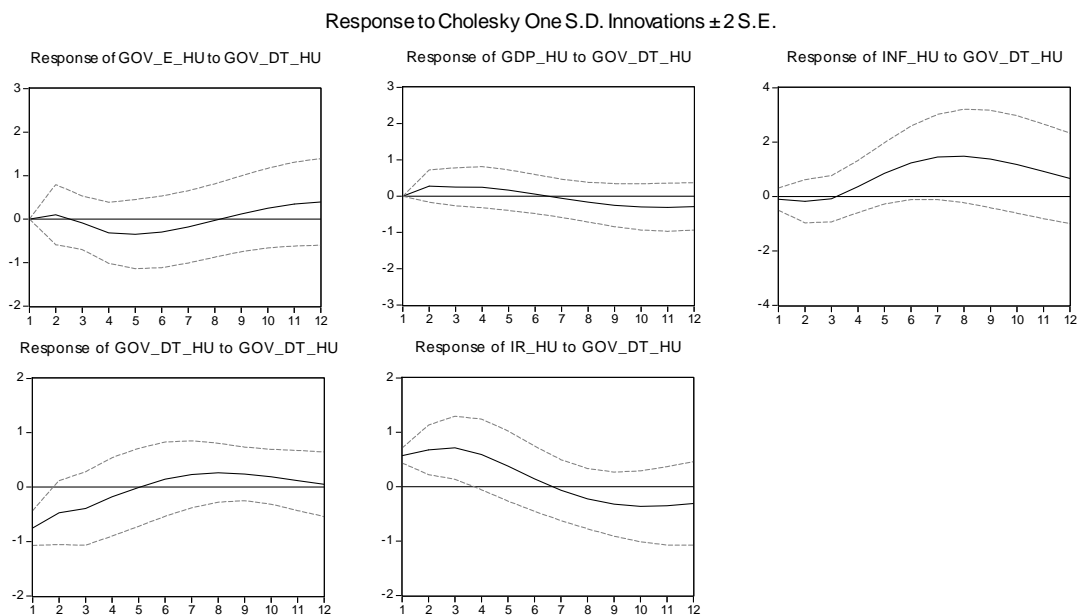 Response to Cholesky One S.D. Innovations ± 2 S.E.
Response of GOV_E_HU to GOV_DT_HU
3
2
1
0
-1
-2
1 2 3 4 5 6 7 8 9 10 11 12
Response of GDP_HU to GOV_DT_HU
3
2
1
0
-1
-2
-3
1 2 3 4 5 6 7 8 9 10 11 12
Response of INF_HU to GOV_DT_HU
4
2
0
-2
-4
1 2 3 4 5 6 7 8 9 10 11 12
Response of GOV_DT_HU to GOV_DT_HU
2
1
0
-1
-2
1 2 3 4 5 6 7 8 9 10 11 12
Response of IR_HU to GOV_DT_HU
2
1
0
-1
-2
1 2 3 4 5 6 7 8 9 10 11 12